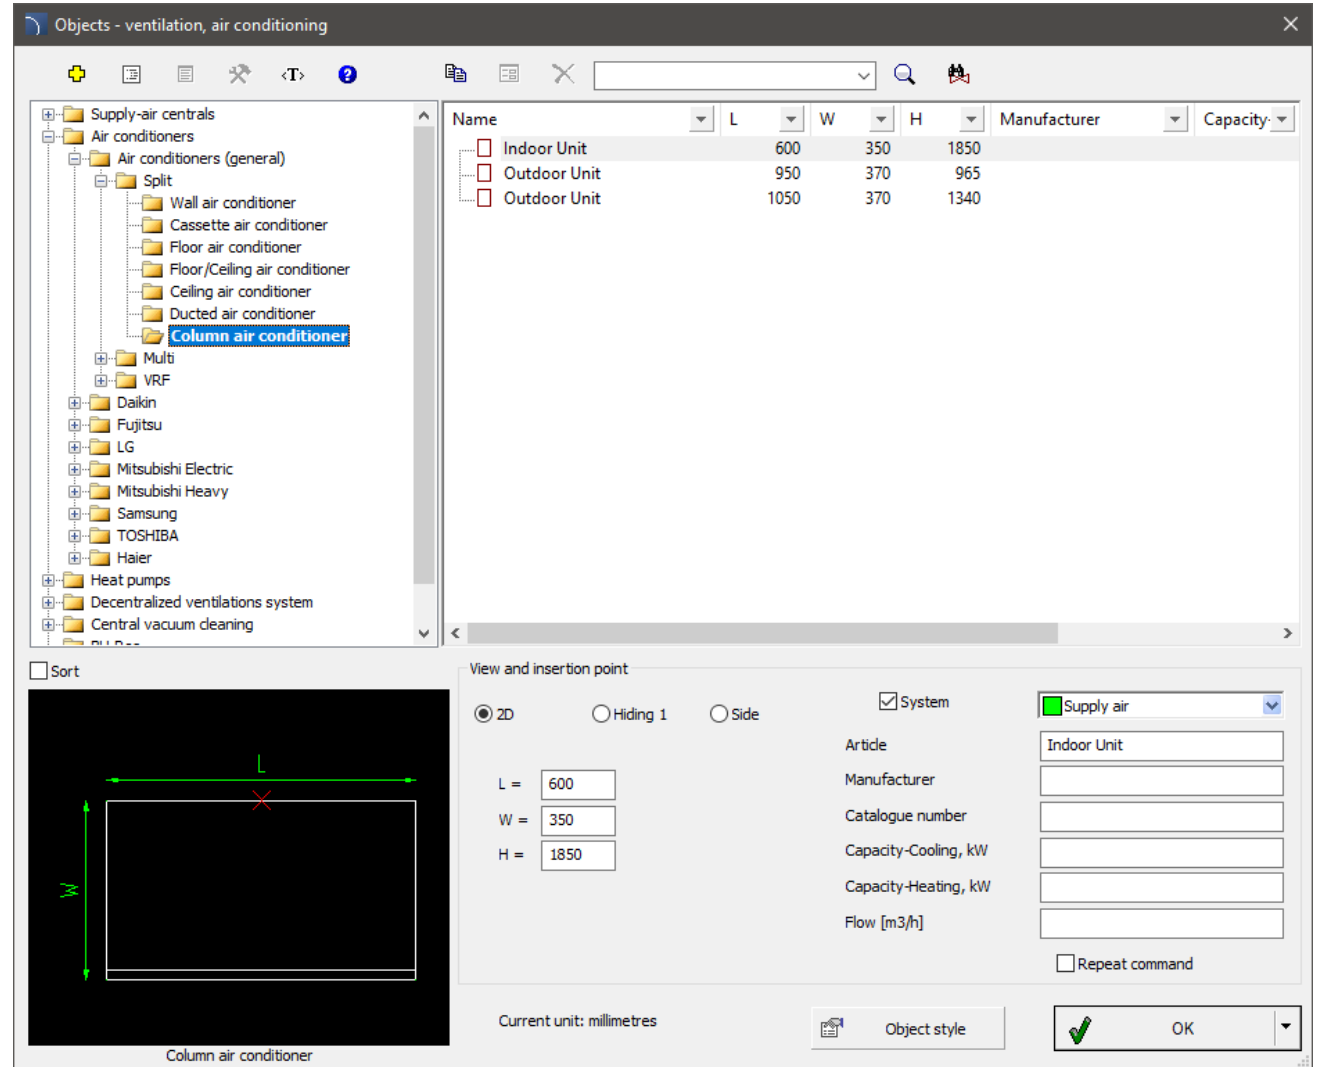 Objects - ventilation, air conditioning
‹T›
Supply-air centrals
Air conditioners
Air conditioners (general)
Split
Wall air conditioner
Cassette air conditioner
Floor air conditioner
Floor/Ceiling air conditioner
Ceiling air conditioner
Ducted air conditioner
Column air conditioner
Multi
VRF
Daikin
Fujitsu
LG
Mitsubishi Electric
Mitsubishi Heavy
Samsung
TOSHIBA
Haier
Heat pumps
Decentralized ventilations system
Central vacuum cleaning
Name L W H Manufacturer Capacity-
Indoor Unit 600 350 1850
Outdoor Unit 950 370 965
Outdoor Unit 1050 370 1340
Sort
L
W
Column air conditioner
View and insertion point
2D Hiding 1 Side
L = 600
W = 350
H = 1850
System Supply air
Article Indoor Unit
Manufacturer
Catalogue number
Capacity-Cooling, kW
Capacity-Heating, kW
Flow [m3/h]
Repeat command
Current unit: millimetres
Object style
OK